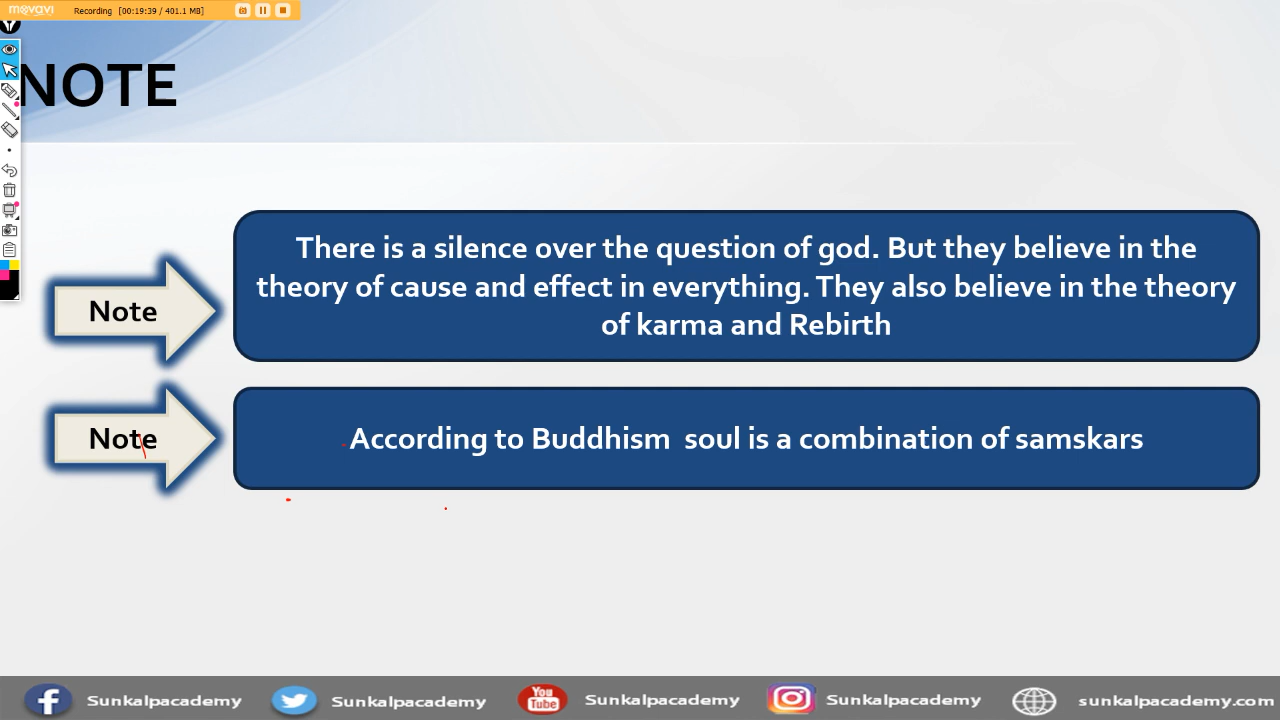 movavi
Recording [00:19:39 / 401.1 MB]
NOTE
There is a silence over the question of god. But they believe in the
theory of cause and effect in everything. They also believe in the theory
of karma and Rebirth
Note
Note
According to Buddhism soul is a combination of samskars
Sunkalpacademy
Sunkalpacademy
You
Tube
Sunkalpacademy
Sunkalpacademy
sunkalpacademy.com